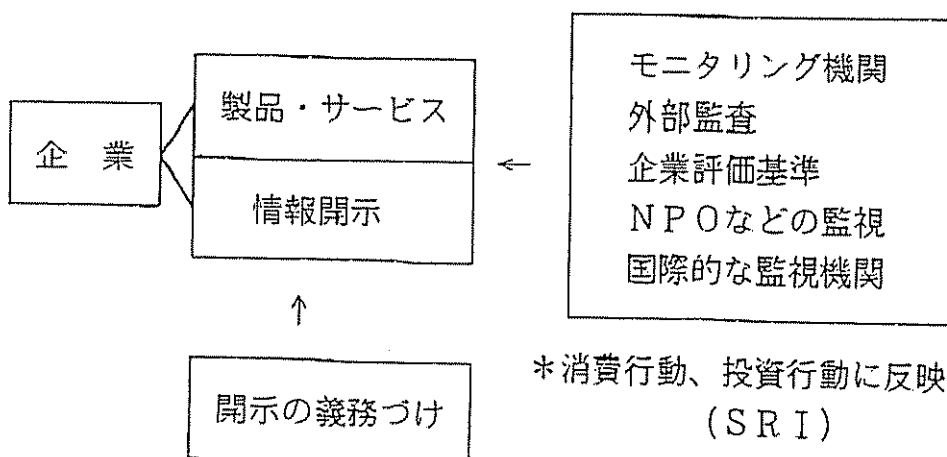 企 業
製品・サービス
情報開示
←
モニタリング機関
外部監査
企業評価基準
NPOなどの監視
国際的な監視機関
↑
開示の義務づけ
*消費行動、投資行動に反映
(SRI)